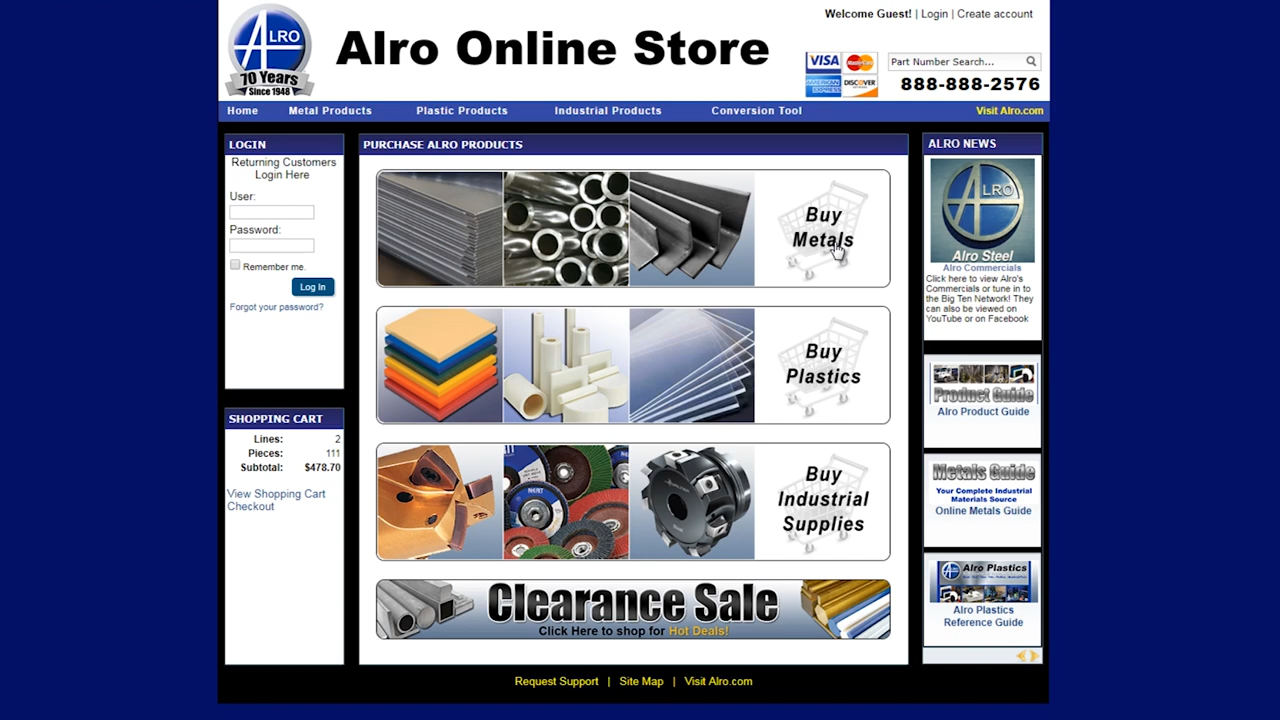 ALRO
70 Years
Since 1948
Alro Online Store
Welcome Guest! | Login | Create account
VISA
MasterCard
AMERICAN EXPRESS
DISCOVER
Part Number Search...
888-888-2576
Home
Metal Products
Plastic Products
Industrial Products
Conversion Tool
Visit Alro.com
LOGIN
Returning Customers
Login Here
User:
Password:
Remember me.
Log In
Forgot your password?
SHOPPING CART
Lines: 2
Pieces: 111
Subtotal: $478.70
View Shopping Cart
Checkout
PURCHASE ALRO PRODUCTS
Buy
Metals
Buy
Plastics
Buy
Industrial
Supplies
Clearance Sale
Click Here to shop for Hot Deals!
ALRO NEWS
ALRO
Alro Steel
Alro Commercials
Click here to view Alro's
Commercials or tune in to
the Big Ten Network! They
can also be viewed on
YouTube or on Facebook
Product Guide
Alro Product Guide
Metals Guide
Your Complete Industrial
Materials Source
Online Metals Guide
Alro Plastics
Alro Plastics
Reference Guide
Request Support | Site Map | Visit Alro.com